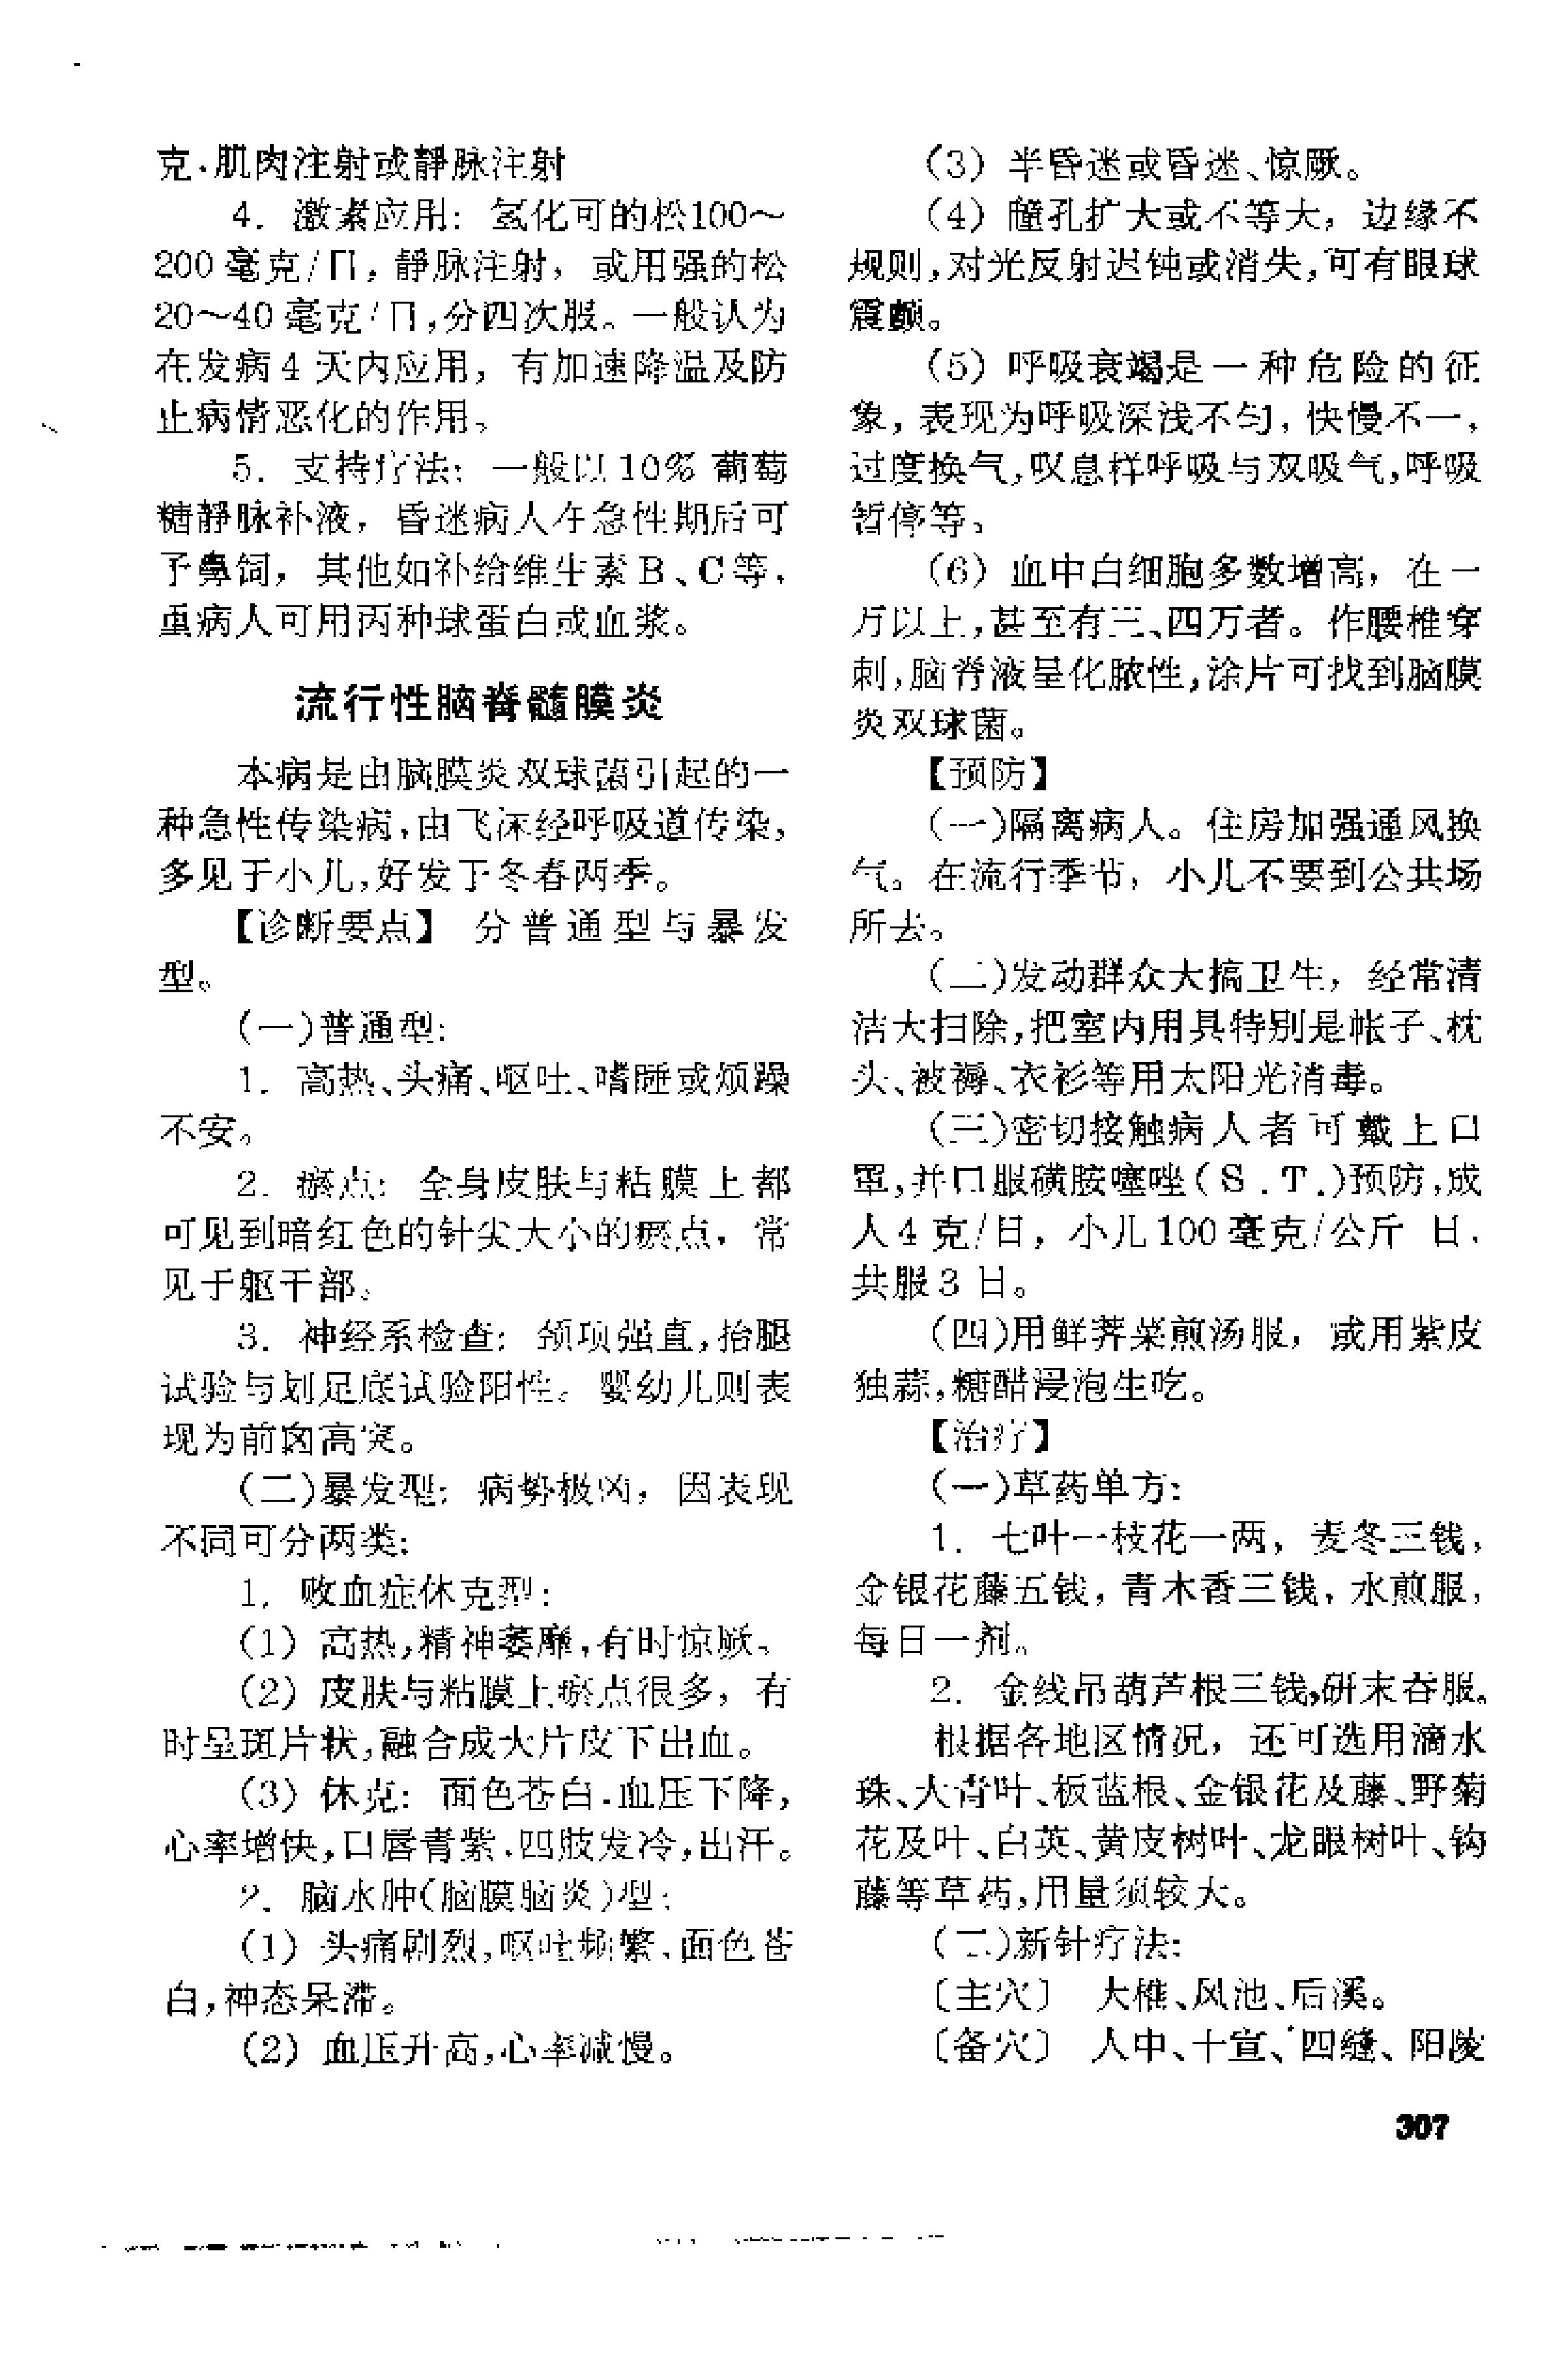 克.肌肉注射或静脉注射
4. 激素应用: 氢化可的松100～
200毫克/日, 静脉注射, 或用强的松
20～40毫克/日,分四次服。一般认为
在发病4天内应用, 有加速降温及防
止病情恶化的作用。
5. 支持疗法: 一般以10% 葡萄
糖静脉补液, 昏迷病人在急性期后可
予鼻饲, 其他如补给维生素B、C等,
重病人可用丙种球蛋白或血浆。
流行性脑脊髓膜炎
本病是由脑膜炎双球菌引起的一
种急性传染病,由飞沫经呼吸道传染,
多见于小儿,好发于冬春两季。
【诊断要点】 分普通型与暴发
型。
(一)普通型:
1. 高热、头痛、呕吐、嗜睡或烦躁
不安。
2. 瘀点: 全身皮肤与粘膜上都
可见到暗红色的针尖大小的瘀点, 常
见于躯干部。
3. 神经系检查: 颈项强直,抬腿
试验与划足底试验阳性。婴幼儿则表
现为前囟高突。
(二)暴发型: 病势极凶, 因表现
不同可分两类:
1. 败血症休克型:
(1) 高热,精神萎靡,有时惊厥。
(2) 皮肤与粘膜上瘀点很多, 有
时呈斑片状,融合成大片皮下出血。
(3) 休克: 面色苍白.血压下降,
心率增快,口唇青紫.四肢发冷,出汗。
2. 脑水肿(脑膜脑炎)型:
(1) 头痛剧烈,呕吐频繁、面色苍
白,神态呆滞。
(2) 血压升高,心率减慢。
(3) 半昏迷或昏迷、惊厥。
(4) 瞳孔扩大或不等大, 边缘不
规则,对光反射迟钝或消失,可有眼球
震颤。
(5) 呼吸衰竭是一种危险的征
象, 表现为呼吸深浅不匀, 快慢不一,
过度换气,叹息样呼吸与双吸气,呼吸
暂停等。
(6) 血中白细胞多数增高, 在一
万以上,甚至有三、四万者。作腰椎穿
刺,脑脊液呈化脓性,涂片可找到脑膜
炎双球菌。
【预防】
(一)隔离病人。住房加强通风换
气。在流行季节, 小儿不要到公共场
所去。
(二)发动群众大搞卫生, 经常清
洁大扫除,把室内用具特别是帐子、枕
头、被褥、衣衫等用太阳光消毒。
(三)密切接触病人者可戴上口
罩,并口服磺胺噻唑(S.T.)预防,成
人4克/日, 小儿100毫克/公斤 日,
共服3日。
(四)用鲜荠菜煎汤服, 或用紫皮
独蒜,糖醋浸泡生吃。
【治疗】
(一)草药单方:
1. 七叶一枝花一两, 麦冬三钱,
金银花藤五钱, 青木香三钱, 水煎服,
每日一剂。
2. 金线吊葫芦根三钱,研末吞服。
根据各地区情况, 还可选用滴水
珠、大青叶、板蓝根、金银花及藤、野菊
花及叶、白英、黄皮树叶、龙眼树叶、钩
藤等草药,用量须较大。
(二)新针疗法:
〔主穴〕 大椎、风池、后溪。
〔备穴〕 人中、十宣、四缝、阳陵
307